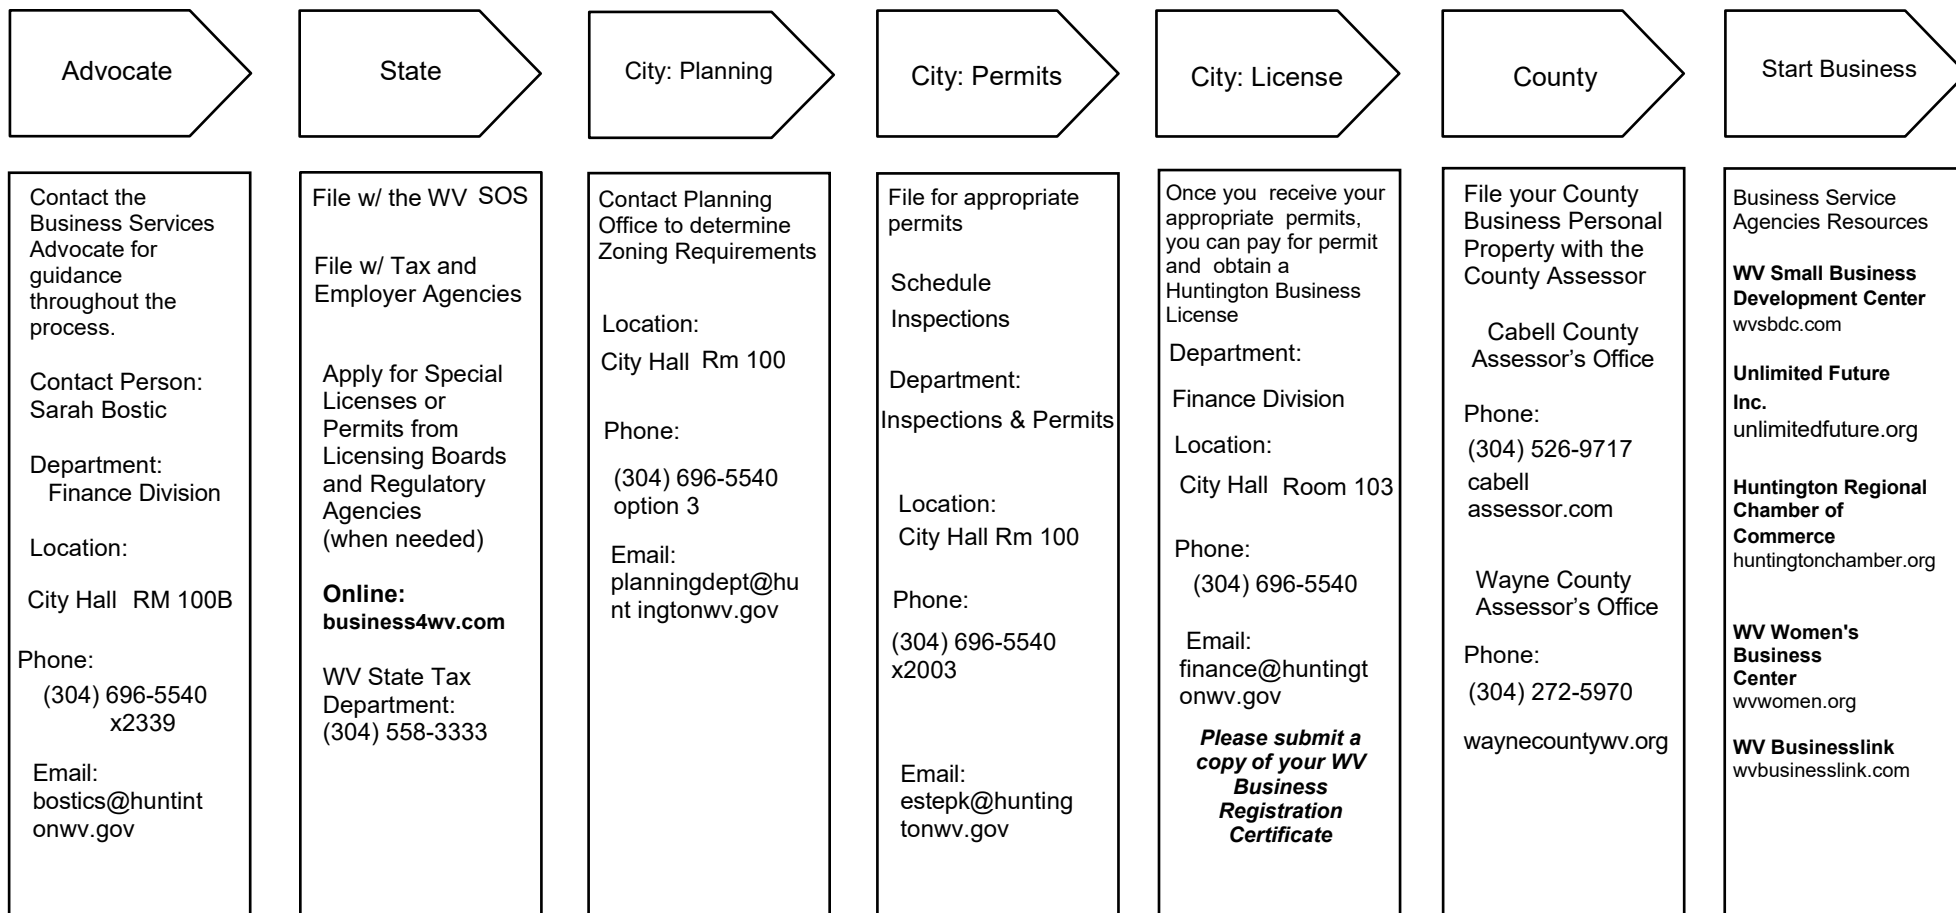 Advocate
State
City: Planning
City: Permits
City: License
County
Start Business
Contact the
Business Services
Advocate for
guidance
throughout the
process.
Contact Person:
Sarah Bostic
Department:
Finance Division
Location:
City Hall RM 100B
Phone:
(304) 696-5540
x2339
Email:
bostics@huntint
onwv.gov
File w/ the WV SOS
File w/ Tax and
Employer Agencies
Apply for Special
Licenses or
Permits from
Licensing Boards
and Regulatory
Agencies
(when needed)
Online:
business4wv.com
WV State Tax
Department:
(304) 558-3333
Contact Planning
Office to determine
Zoning Requirements
Location:
City Hall Rm 100
Phone:
(304) 696-5540
option 3
Email:
planningdept@hu
nt ingtonwv.gov
File for appropriate
permits
Schedule
Inspections
Department:
Inspections & Permits
Location:
City Hall Rm 100
Phone:
(304) 696-5540
x2003
Email:
estepk@hunting
tonwv.gov
Once you receive your
appropriate permits,
you can pay for permit
and obtain a
Huntington Business
License
Department:
Finance Division
Location:
City Hall Room 103
Phone:
(304) 696-5540
Email:
finance@huntingt
onwv.gov
Please submit a
copy of your WV
Business
Registration
Certificate
File your County
Business Personal
Property with the
County Assessor
Cabell County
Assessor’s Office
Phone:
(304) 526-9717
cabell
assessor.com
Wayne County
Assessor’s Office
Phone:
(304) 272-5970
waynecountywv.org
Business Service
Agencies Resources
WV Small Business
Development Center
wvsbdc.com
Unlimited Future
Inc.
unlimitedfuture.org
Huntington Regional
Chamber of
Commerce
huntingtonchamber.org
WV Women's
Business
Center
wvwomen.org
WV Businesslink
wvbusinesslink.com